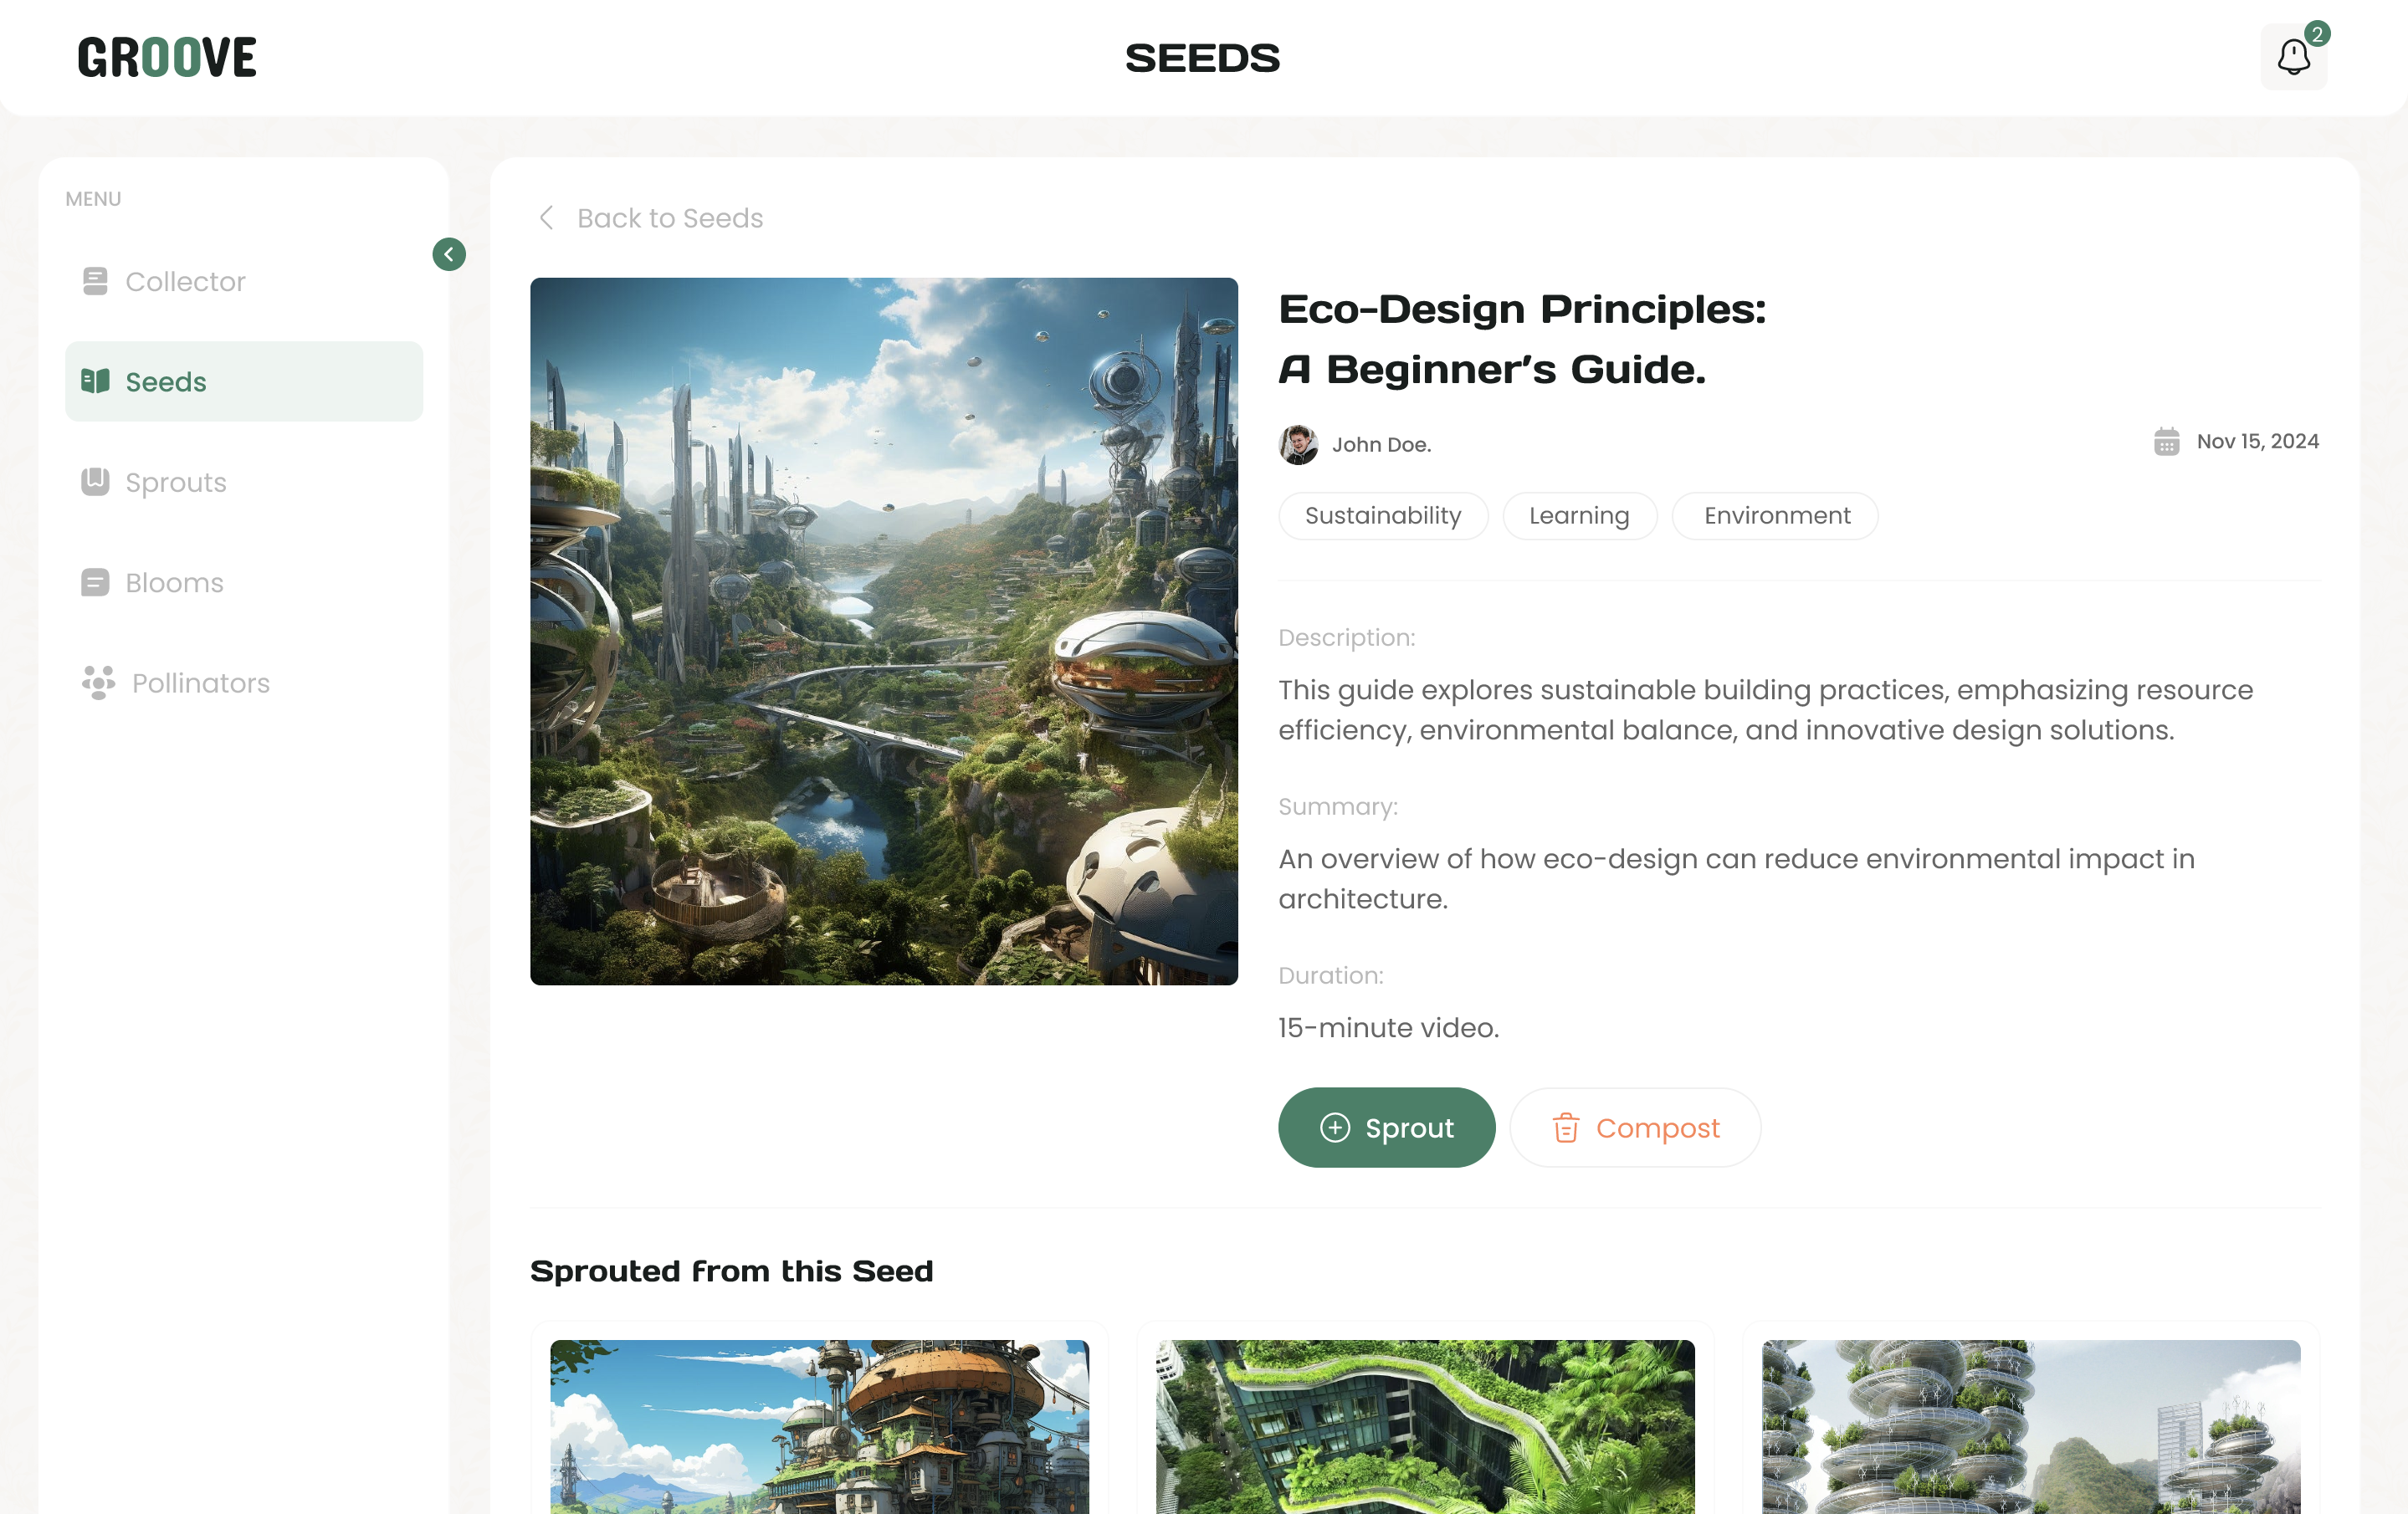 GROOVE
SEEDS
2
MENU
Collector
Seeds
Sprouts
Blooms
Pollinators
Back to Seeds
Eco-Design Principles:
A Beginner's Guide.
John Doe.
Nov 15, 2024
Sustainability
Learning
Environment
Description:
This guide explores sustainable building practices, emphasizing resource
efficiency, environmental balance, and innovative design solutions.
Summary:
An overview of how eco-design can reduce environmental impact in
architecture.
Duration:
15-minute video.
Sprout
Compost
Sprouted from this Seed